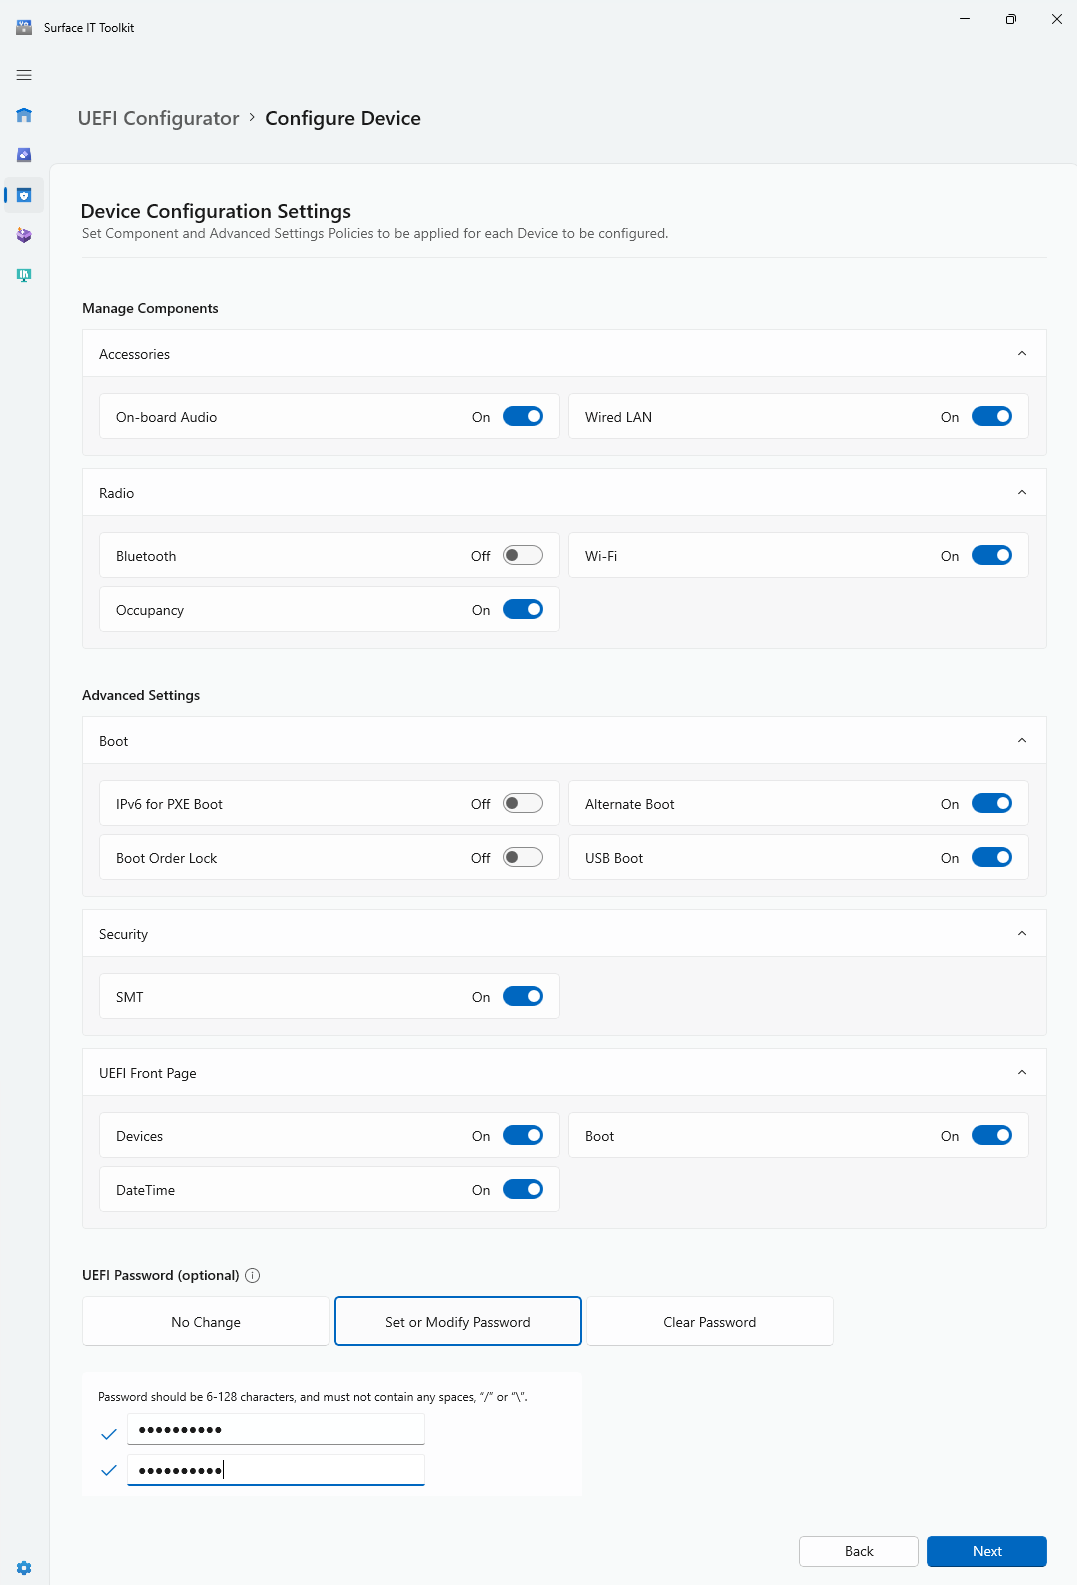 Surface IT Toolkit
UEFI Configurator > Configure Device
Device Configuration Settings
Set Component and Advanced Settings Policies to be applied for each Device to be configured.
Manage Components
Accessories
On-board Audio On Wired LAN On
Radio
Bluetooth Off Wi-Fi On
Occupancy On
Advanced Settings
Boot
IPv6 for PXE Boot Off Alternate Boot On
Boot Order Lock Off USB Boot On
Security
SMT On
UEFI Front Page
Devices On Boot On
DateTime On
UEFI Password (optional)
No Change Set or Modify Password Clear Password
Password should be 6-128 characters, and must not contain any spaces, “/” or “\”.
●●●●●●●●●●
●●●●●●●●●●
Back Next